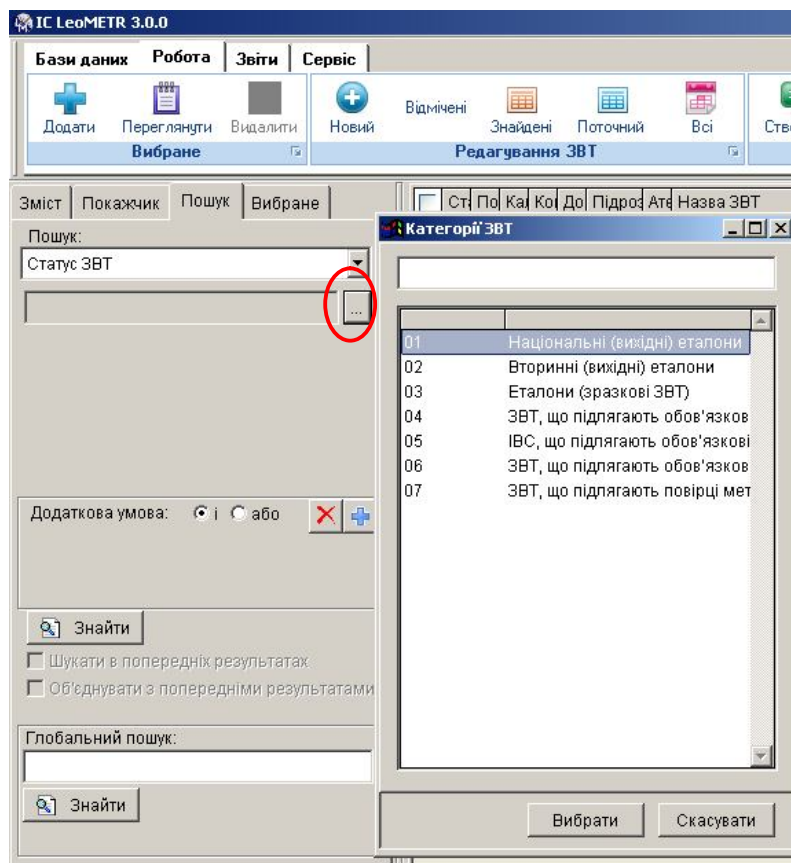 IC LeoMETR 3.0.0
Бази даних Робота Звіти Сервіс
Додати Переглянути Видалити Новий Відмічені Знайдені Поточний Всі
Вибране Редагування ЗВТ
Зміст Покажчик Пошук Вибране
Підроз Назва ЗВТ
Пошук:
Статус ЗВТ
...
Категорії ЗВТ
01 Національні (вихідні) еталони
02 Вторинні (вихідні) еталони
03 Еталони (зразкові ЗВТ)
04 ЗВТ, що підлягають обов'язков
05 ІВС, що підлягають обов'язкові
06 ЗВТ, що підлягають обов'язков
07 ЗВТ, що підлягають повірці мет
Додаткова умова: і або
Знайти
Шукати в попередніх результатах
Об'єднувати з попередніми результатами
Глобальний пошук:
Знайти
Вибрати Скасувати